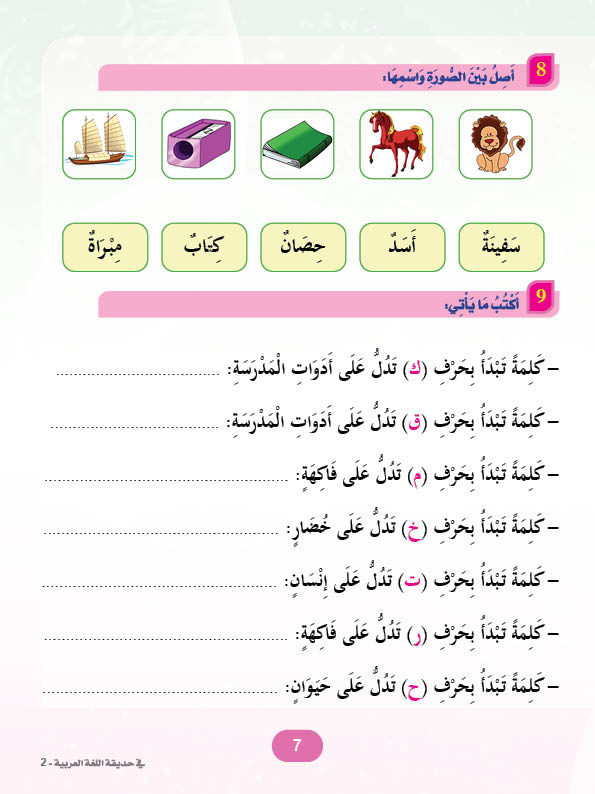 8 أَصِلُ بَيْنَ الصُّورَةِ وَاسْمِهَا:
سَفِينَةٌ أَسَدٌ حِصَانٌ كِتَابٌ مِبْرَاةٌ
9 أَكْتُبُ مَا يَأْتِي:
– كَلِمَةً تَبْدَأُ بِحَرْفِ (ك) تَدُلُّ عَلَى أَدَوَاتِ الْمَدْرَسَةِ: ......................................
– كَلِمَةً تَبْدَأُ بِحَرْفِ (ق) تَدُلُّ عَلَى أَدَوَاتِ الْمَدْرَسَةِ: ......................................
– كَلِمَةً تَبْدَأُ بِحَرْفِ (م) تَدُلُّ عَلَى فَاكِهَةٍ: ......................................
– كَلِمَةً تَبْدَأُ بِحَرْفِ (خ) تَدُلُّ عَلَى خُضَارٍ: ......................................
– كَلِمَةً تَبْدَأُ بِحَرْفِ (ت) تَدُلُّ عَلَى إِنْسَانٍ: ......................................
– كَلِمَةً تَبْدَأُ بِحَرْفِ (ر) تَدُلُّ عَلَى فَاكِهَةٍ: ......................................
– كَلِمَةً تَبْدَأُ بِحَرْفِ (ح) تَدُلُّ عَلَى حَيَوَانٍ: ......................................
7
في حديقة اللغة العربية - 2